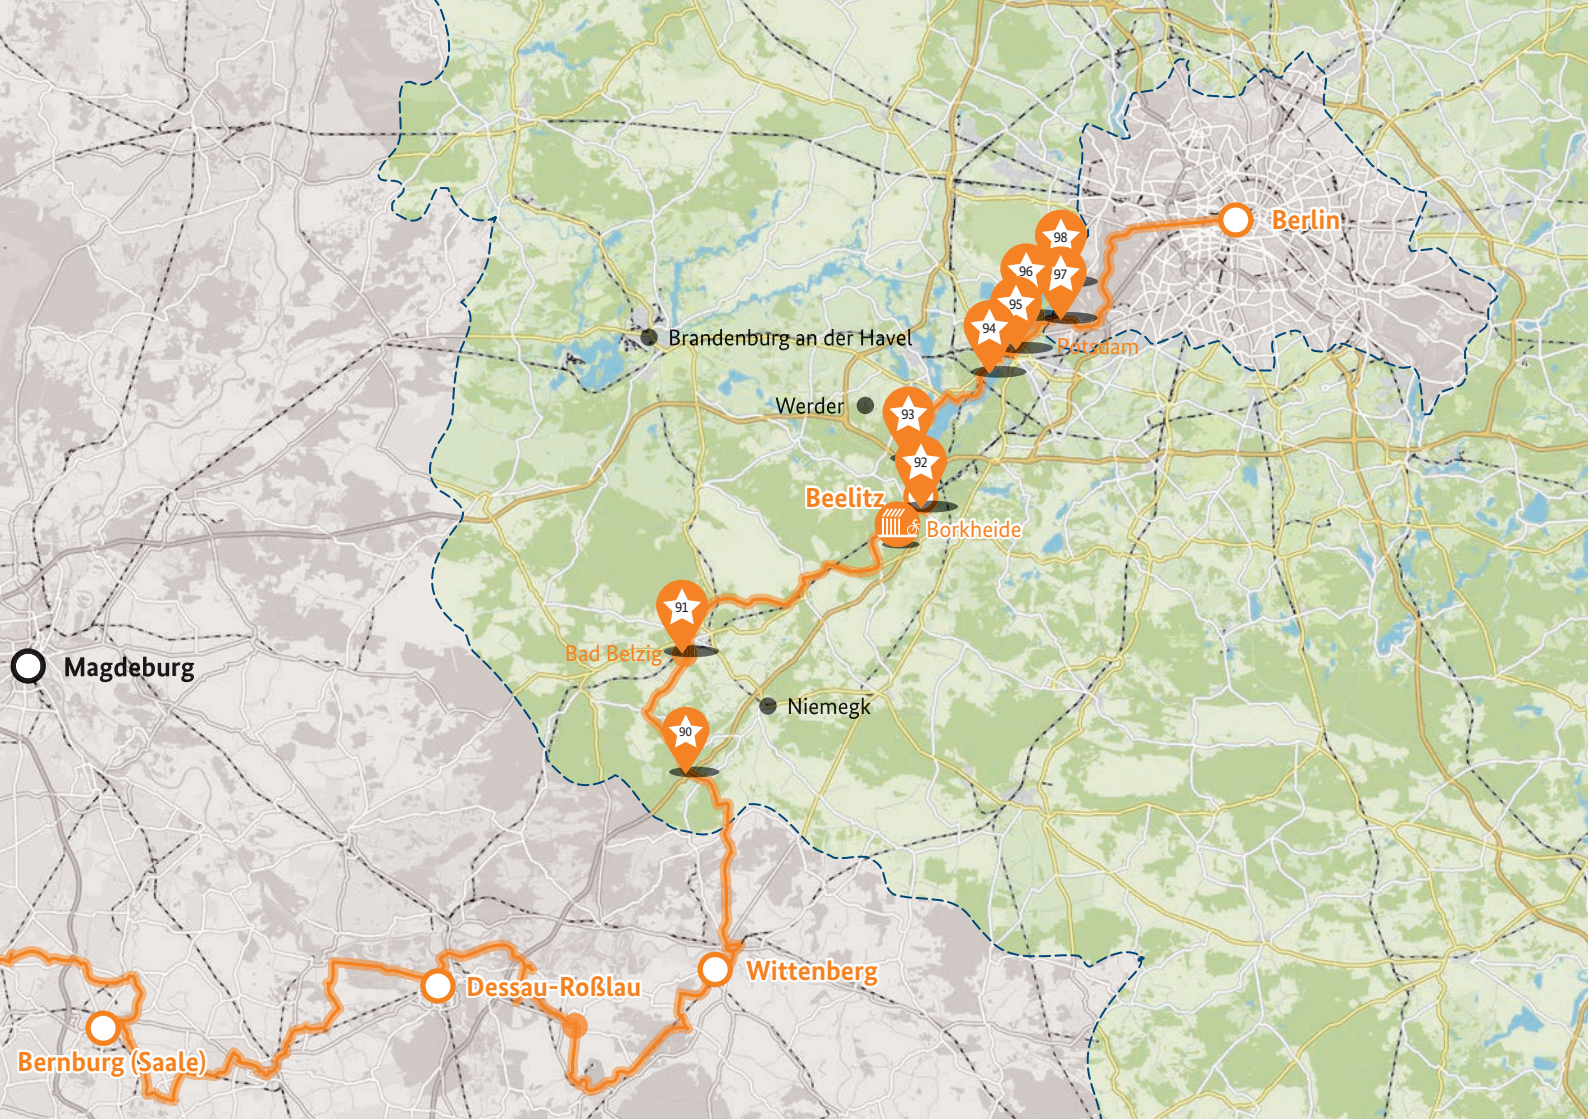 Berlin
98
96
97
95
94
Potsdam
Brandenburg an der Havel
Werder
93
92
Beelitz
Borkheide
91
Bad Belzig
Magdeburg
Niemegk
90
Wittenberg
Dessau-Roßlau
Bernburg (Saale)